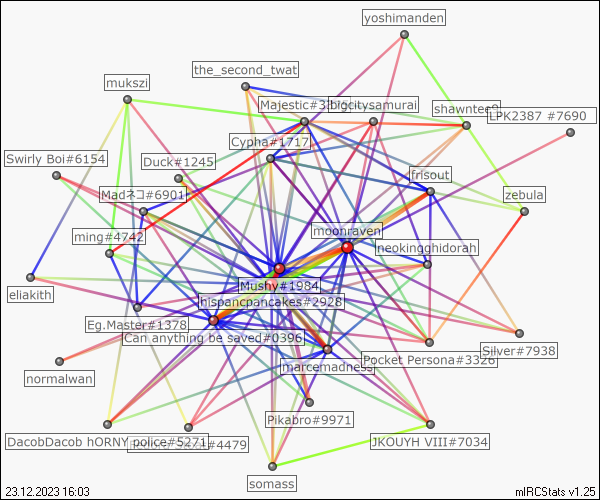 yoshimanden
the_second_twat
mukszi
Majestic#3
bigcitysamurai
shawntee
LPK2387 #7690
Cypha#1717
Swirly Boi#6154
Duck#1245
frisout
Madネコ#6901
zebula
moonraven
ming#4742
neokingghidorah
Mushy#1984
eliakith
hispancpancakes#2928
Eg.Master#1378
Can anything be saved#0396
Silver#7938
Pocket Persona#3326
marcemadness
normalwan
Pikabro#9971
DacobDacob hORNY police#5271
#4479
JKOUYH VIII#7034
somass
23.12.2023 16:03
mIRCStats v1.25